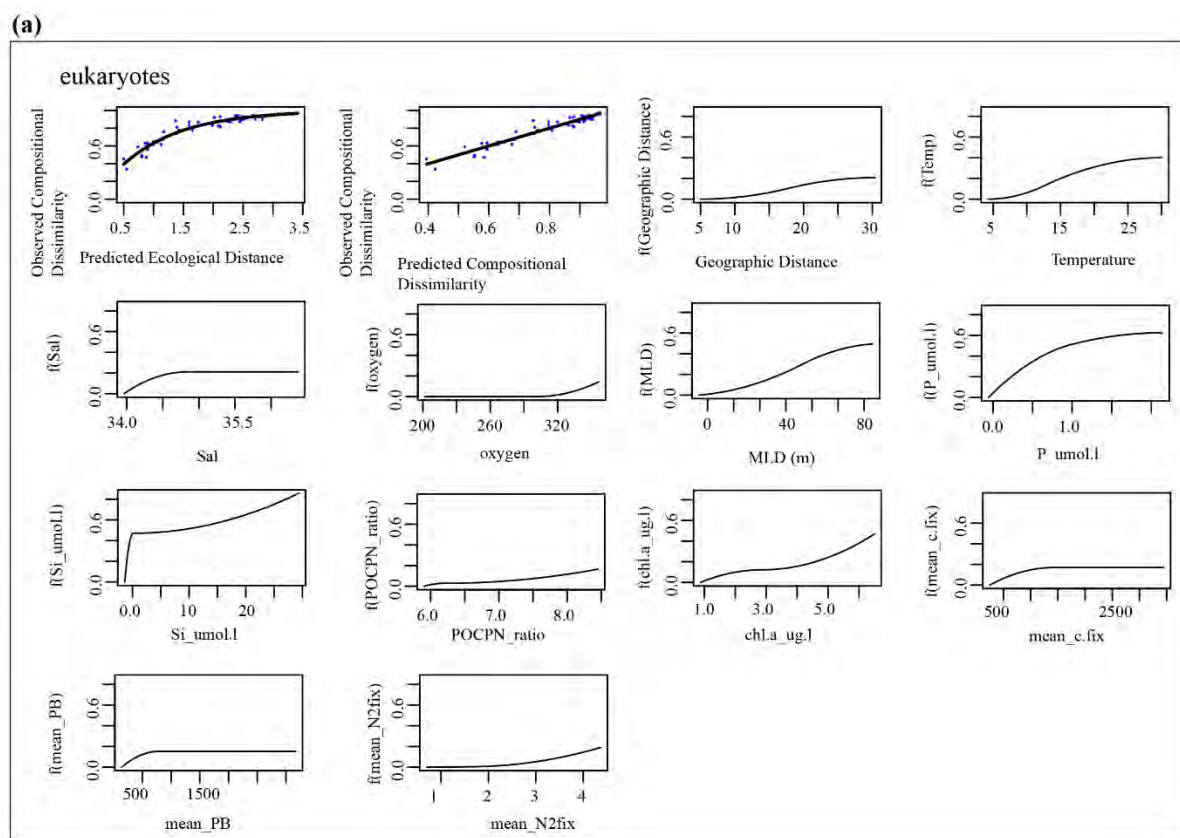 (a)
eukaryotes
Observed Compositional
Dissimilarity
0.0
0.6
0.5
1.5
2.5
3.5
Predicted Ecological Distance
Observed Compositional
Dissimilarity
0.0
0.6
0.4
0.6
0.8
Predicted Compositional
Dissimilarity
f(Geographic Distance)
0.0
0.6
5
10
20
30
Geographic Distance
f(Temp)
0.0
0.6
5
15
25
Temperature
f(Sal)
0.0
0.6
34.0
35.5
Sal
f(oxygen)
0.0
0.6
200
260
320
oxygen
f(MLD)
0.0
0.6
0
40
80
MLD (m)
f(P_umol.l)
0.0
0.6
0.0
1.0
P_umol.l
f(Si_umol.l)
0.0
0.6
0.0
10
20
Si_umol.l
f(POCPN_ratio)
0.0
0.6
6.0
7.0
8.0
POCPN_ratio
f(chl.a_ug.l)
0.0
0.6
1.0
3.0
5.0
chl.a_ug.l
f(mean_c.fix)
0.0
0.6
500
2500
mean_c.fix
f(mean_PB)
0.0
0.6
500
1500
mean_PB
f(mean_N2fix)
0.0
0.6
1
2
3
4
mean_N2fix